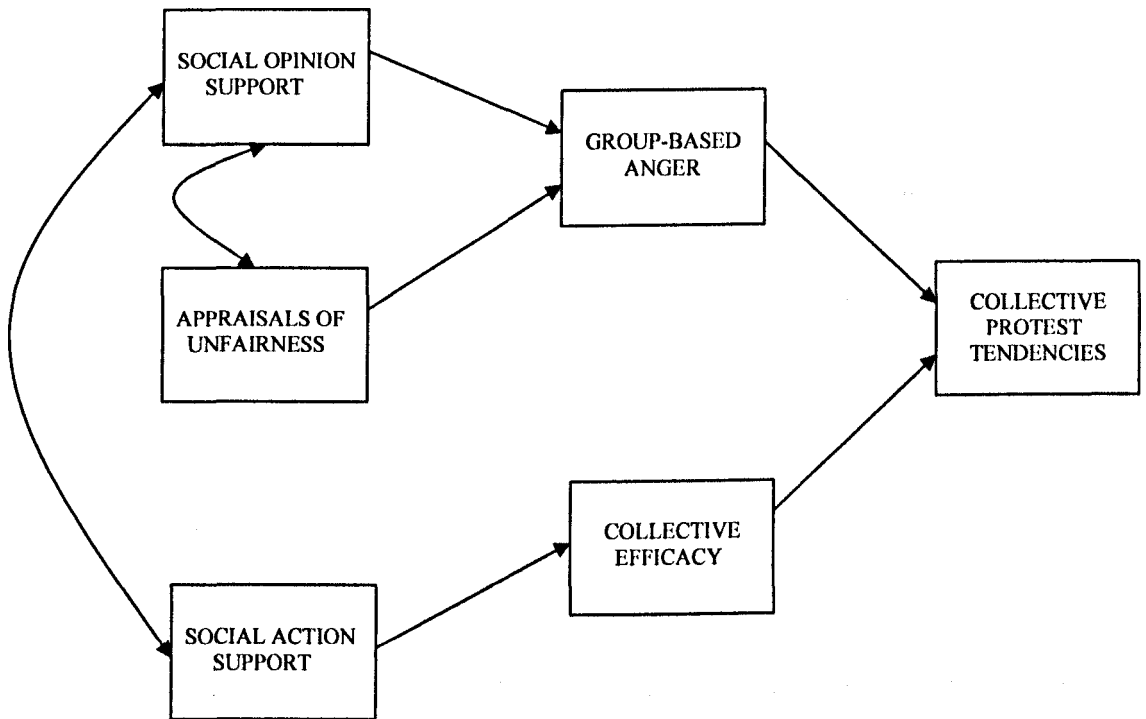 SOCIAL OPINION
SUPPORT
GROUP-BASED
ANGER
APPRAISALS OF
UNFAIRNESS
COLLECTIVE
PROTEST
TENDENCIES
COLLECTIVE
EFFICACY
SOCIAL ACTION
SUPPORT